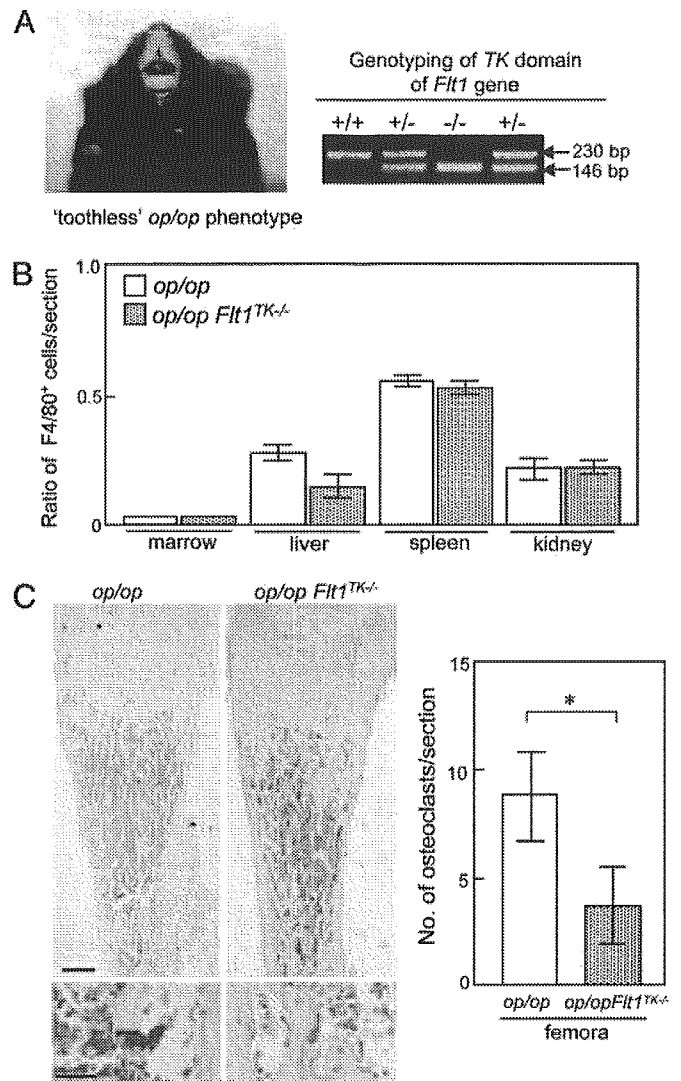 A
Genotyping of TK domain
of Flt1 gene
+/+ +/- -/- +/-
230 bp
146 bp
'toothless' op/op phenotype
B
Ratio of F4/80+ cells/section
1.0
0.5
0
op/op
op/op Flt1TK-/-
marrow liver spleen kidney
C
op/op op/op Flt1TK-/-
No. of osteoclasts/section
15
10
5
0
*
op/op op/opFlt1TK-/-
femora